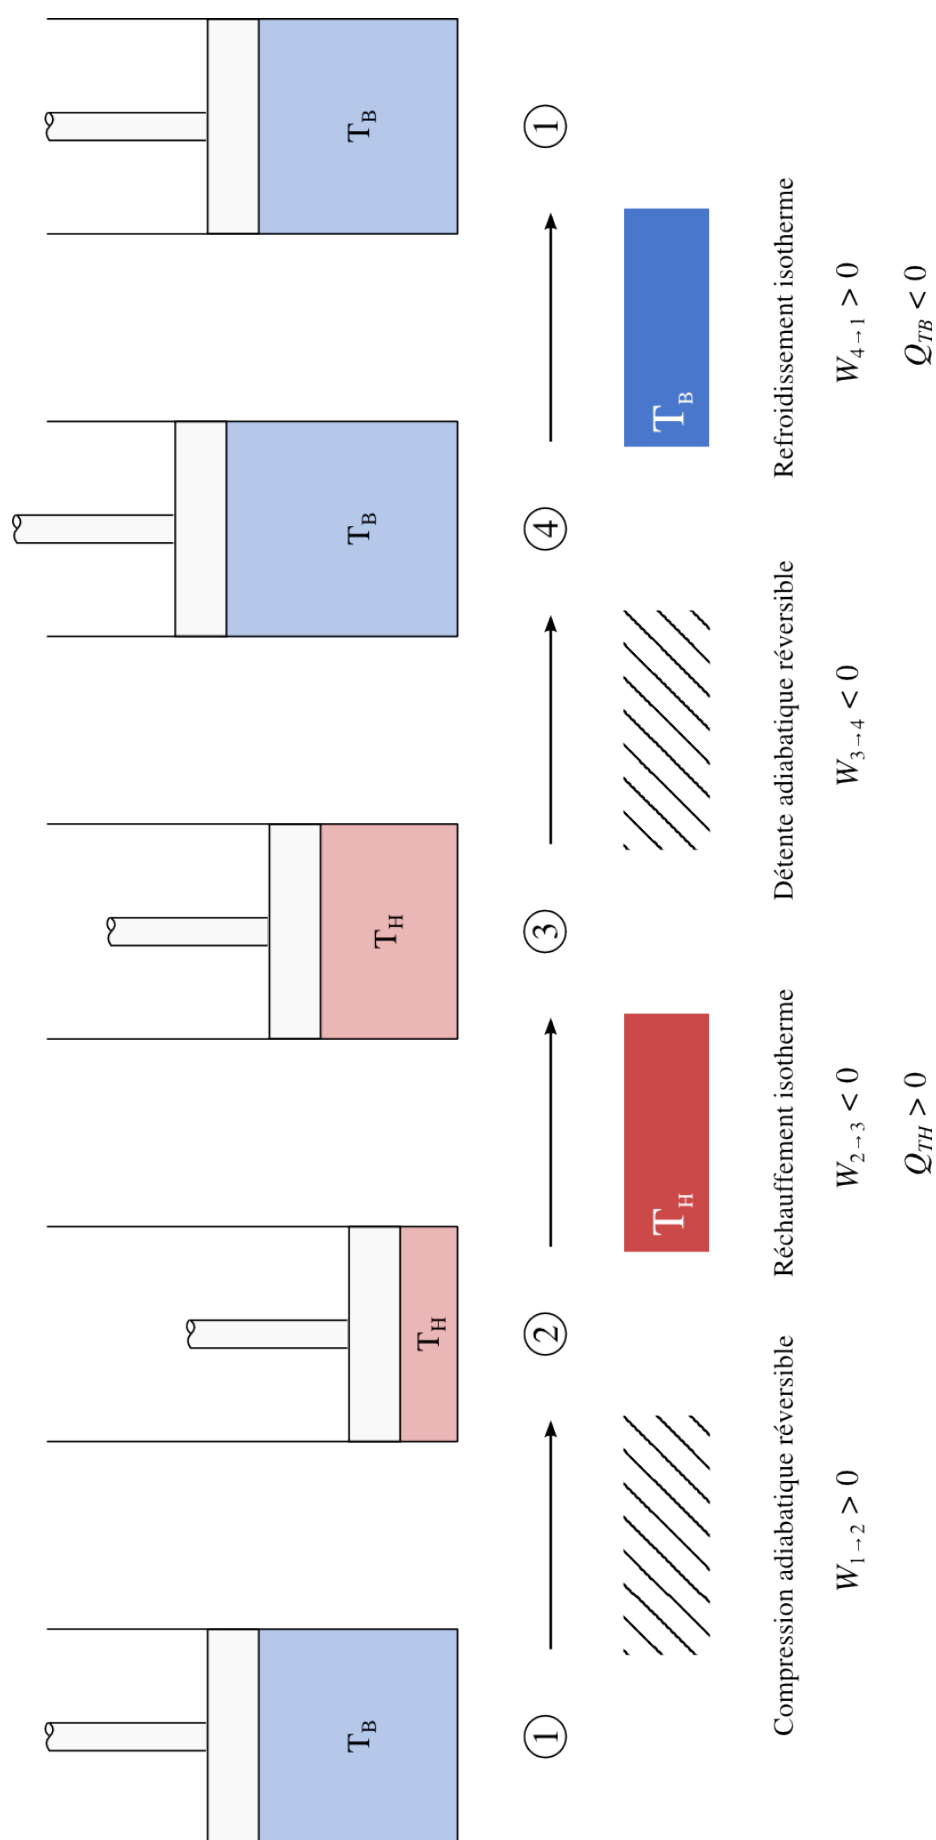 T_B
T_H
T_H
T_B
T_B
① ② ③ ④ ①
T_H
T_B
Compression adiabatique réversible
W_{1→2} > 0
Réchauffement isotherme
W_{2→3} < 0
Q_{TH} > 0
Détente adiabatique réversible
W_{3→4} < 0
Refroidissement isotherme
W_{4→1} > 0
Q_{TB} < 0